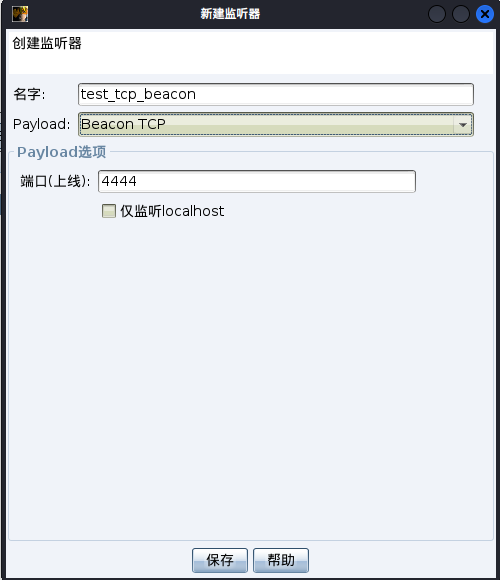 新建监听器
创建监听器
名字: test_tcp_beacon
Payload: Beacon TCP
Payload选项
端口(上线): 4444
仅监听localhost
保存 帮助